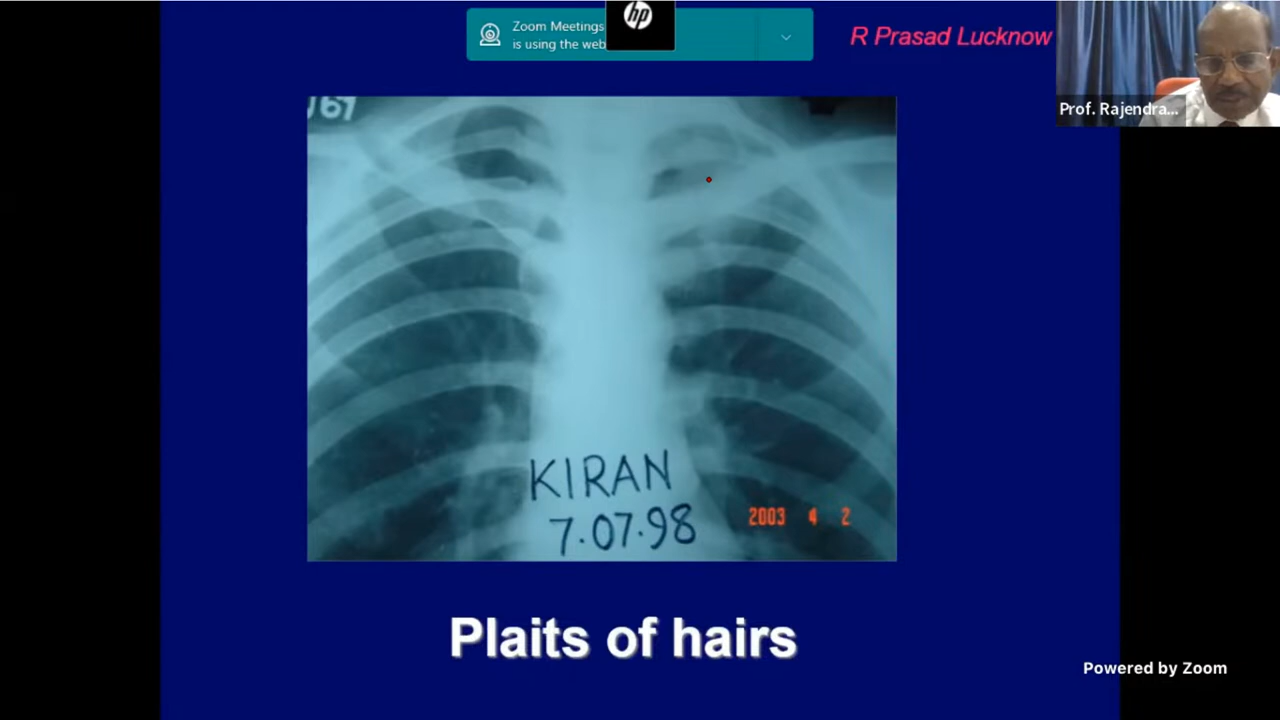 Zoom Meetings
is using the web
hp
R Prasad Lucknow
Prof. Rajendra...
KIRAN
7.07.98
2003 4 2
Plaits of hairs
Powered by Zoom